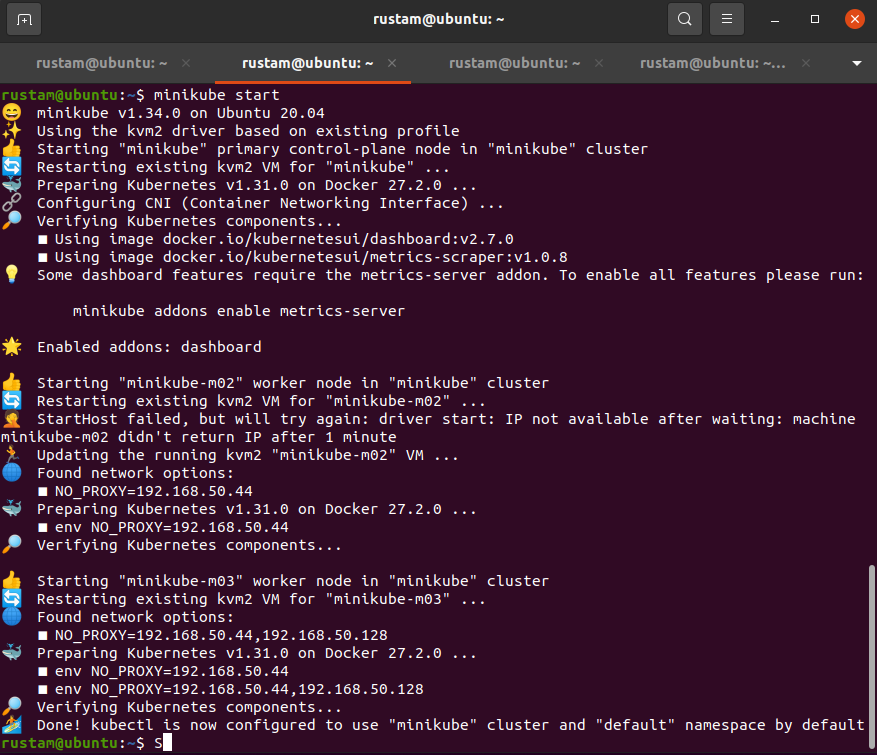 rustam@ubuntu: ~
rustam@ubuntu: ~ × rustam@ubuntu: ~ × rustam@ubuntu: ~ × rustam@ubuntu: ~... ×
rustam@ubuntu:~$ minikube start
😄 minikube v1.34.0 on Ubuntu 20.04
✨ Using the kvm2 driver based on existing profile
👍 Starting "minikube" primary control-plane node in "minikube" cluster
🔄 Restarting existing kvm2 VM for "minikube" ...
🐳 Preparing Kubernetes v1.31.0 on Docker 27.2.0 ...
🔗 Configuring CNI (Container Networking Interface) ...
🔎 Verifying Kubernetes components...
■ Using image docker.io/kubernetesui/dashboard:v2.7.0
■ Using image docker.io/kubernetesui/metrics-scraper:v1.0.8
💡 Some dashboard features require the metrics-server addon. To enable all features please run:
minikube addons enable metrics-server
🌟 Enabled addons: dashboard
👍 Starting "minikube-m02" worker node in "minikube" cluster
🔄 Restarting existing kvm2 VM for "minikube-m02" ...
🤦 StartHost failed, but will try again: driver start: IP not available after waiting: machine
minikube-m02 didn't return IP after 1 minute
🏃 Updating the running kvm2 "minikube-m02" VM ...
🌐 Found network options:
■ NO_PROXY=192.168.50.44
🐳 Preparing Kubernetes v1.31.0 on Docker 27.2.0 ...
■ env NO_PROXY=192.168.50.44
🔎 Verifying Kubernetes components...
👍 Starting "minikube-m03" worker node in "minikube" cluster
🔄 Restarting existing kvm2 VM for "minikube-m03" ...
🌐 Found network options:
■ NO_PROXY=192.168.50.44,192.168.50.128
🐳 Preparing Kubernetes v1.31.0 on Docker 27.2.0 ...
■ env NO_PROXY=192.168.50.44
■ env NO_PROXY=192.168.50.44,192.168.50.128
🔎 Verifying Kubernetes components...
🏄 Done! kubectl is now configured to use "minikube" cluster and "default" namespace by default
rustam@ubuntu:~$ S